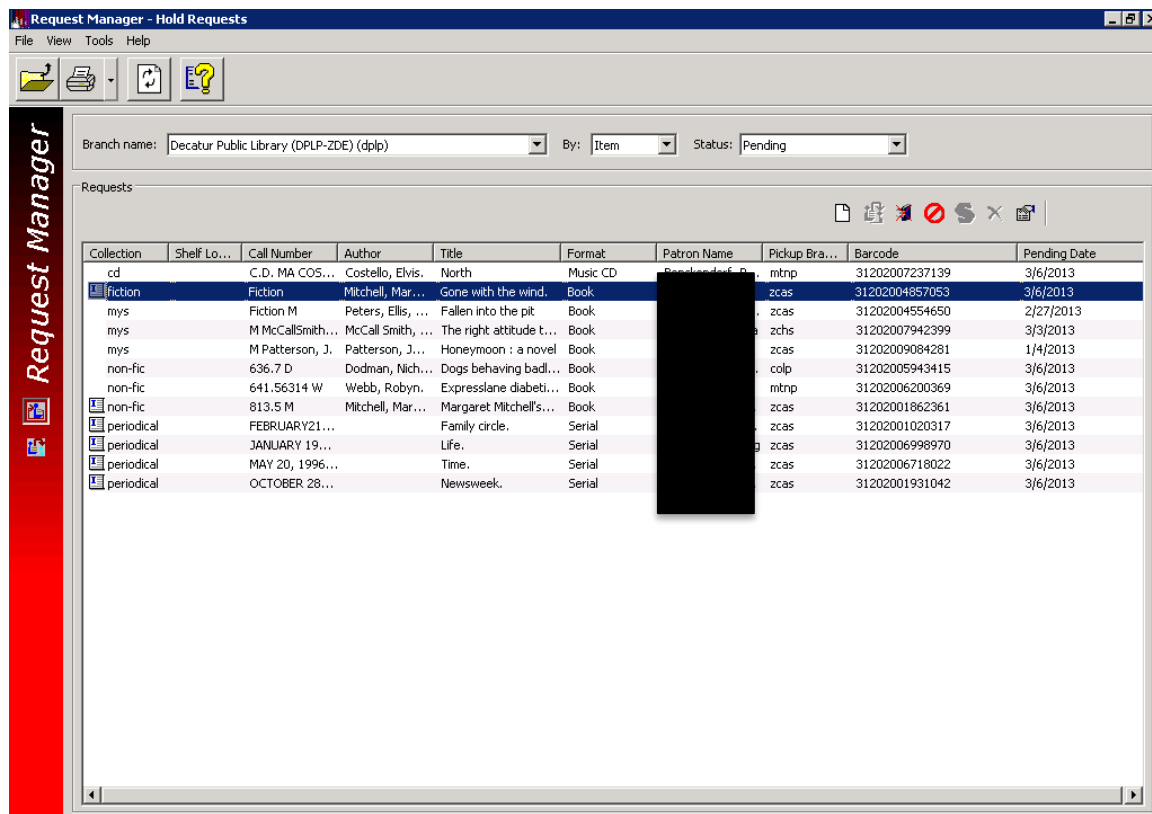 Request Manager - Hold Requests
File View Tools Help
Request Manager
Branch name: Decatur Public Library (DPLP-ZDE) (dplp) By: Item Status: Pending
Requests
Collection Shelf Lo... Call Number Author Title Format Patron Name Pickup Bra... Barcode Pending Date
cd C.D. MA COS... Costello, Elvis. North Music CD mtnp 31202007237139 3/6/2013
fiction Fiction Mitchell, Mar... Gone with the wind. Book zcas 31202004857053 3/6/2013
mys Fiction M Peters, Ellis, ... Fallen into the pit Book zcas 31202004554650 2/27/2013
mys M McCallSmith... McCall Smith, ... The right attitude t... Book zchs 31202007942399 3/3/2013
mys M Patterson, J. Patterson, J... Honeymoon : a novel Book zcas 31202009084281 1/4/2013
non-fic 636.7 D Dodman, Nich... Dogs behaving badl... Book colp 31202005943415 3/6/2013
non-fic 641.56314 W Webb, Robyn. Expresslane diabeti... Book mtnp 31202006200369 3/6/2013
non-fic 813.5 M Mitchell, Mar... Margaret Mitchell's... Book zcas 31202001862361 3/6/2013
periodical FEBRUARY21... Family circle. Serial zcas 31202001020317 3/6/2013
periodical JANUARY 19... Life. Serial g zcas 31202006998970 3/6/2013
periodical MAY 20, 1996... Time. Serial zcas 31202006718022 3/6/2013
periodical OCTOBER 28... Newsweek. Serial zcas 31202001931042 3/6/2013